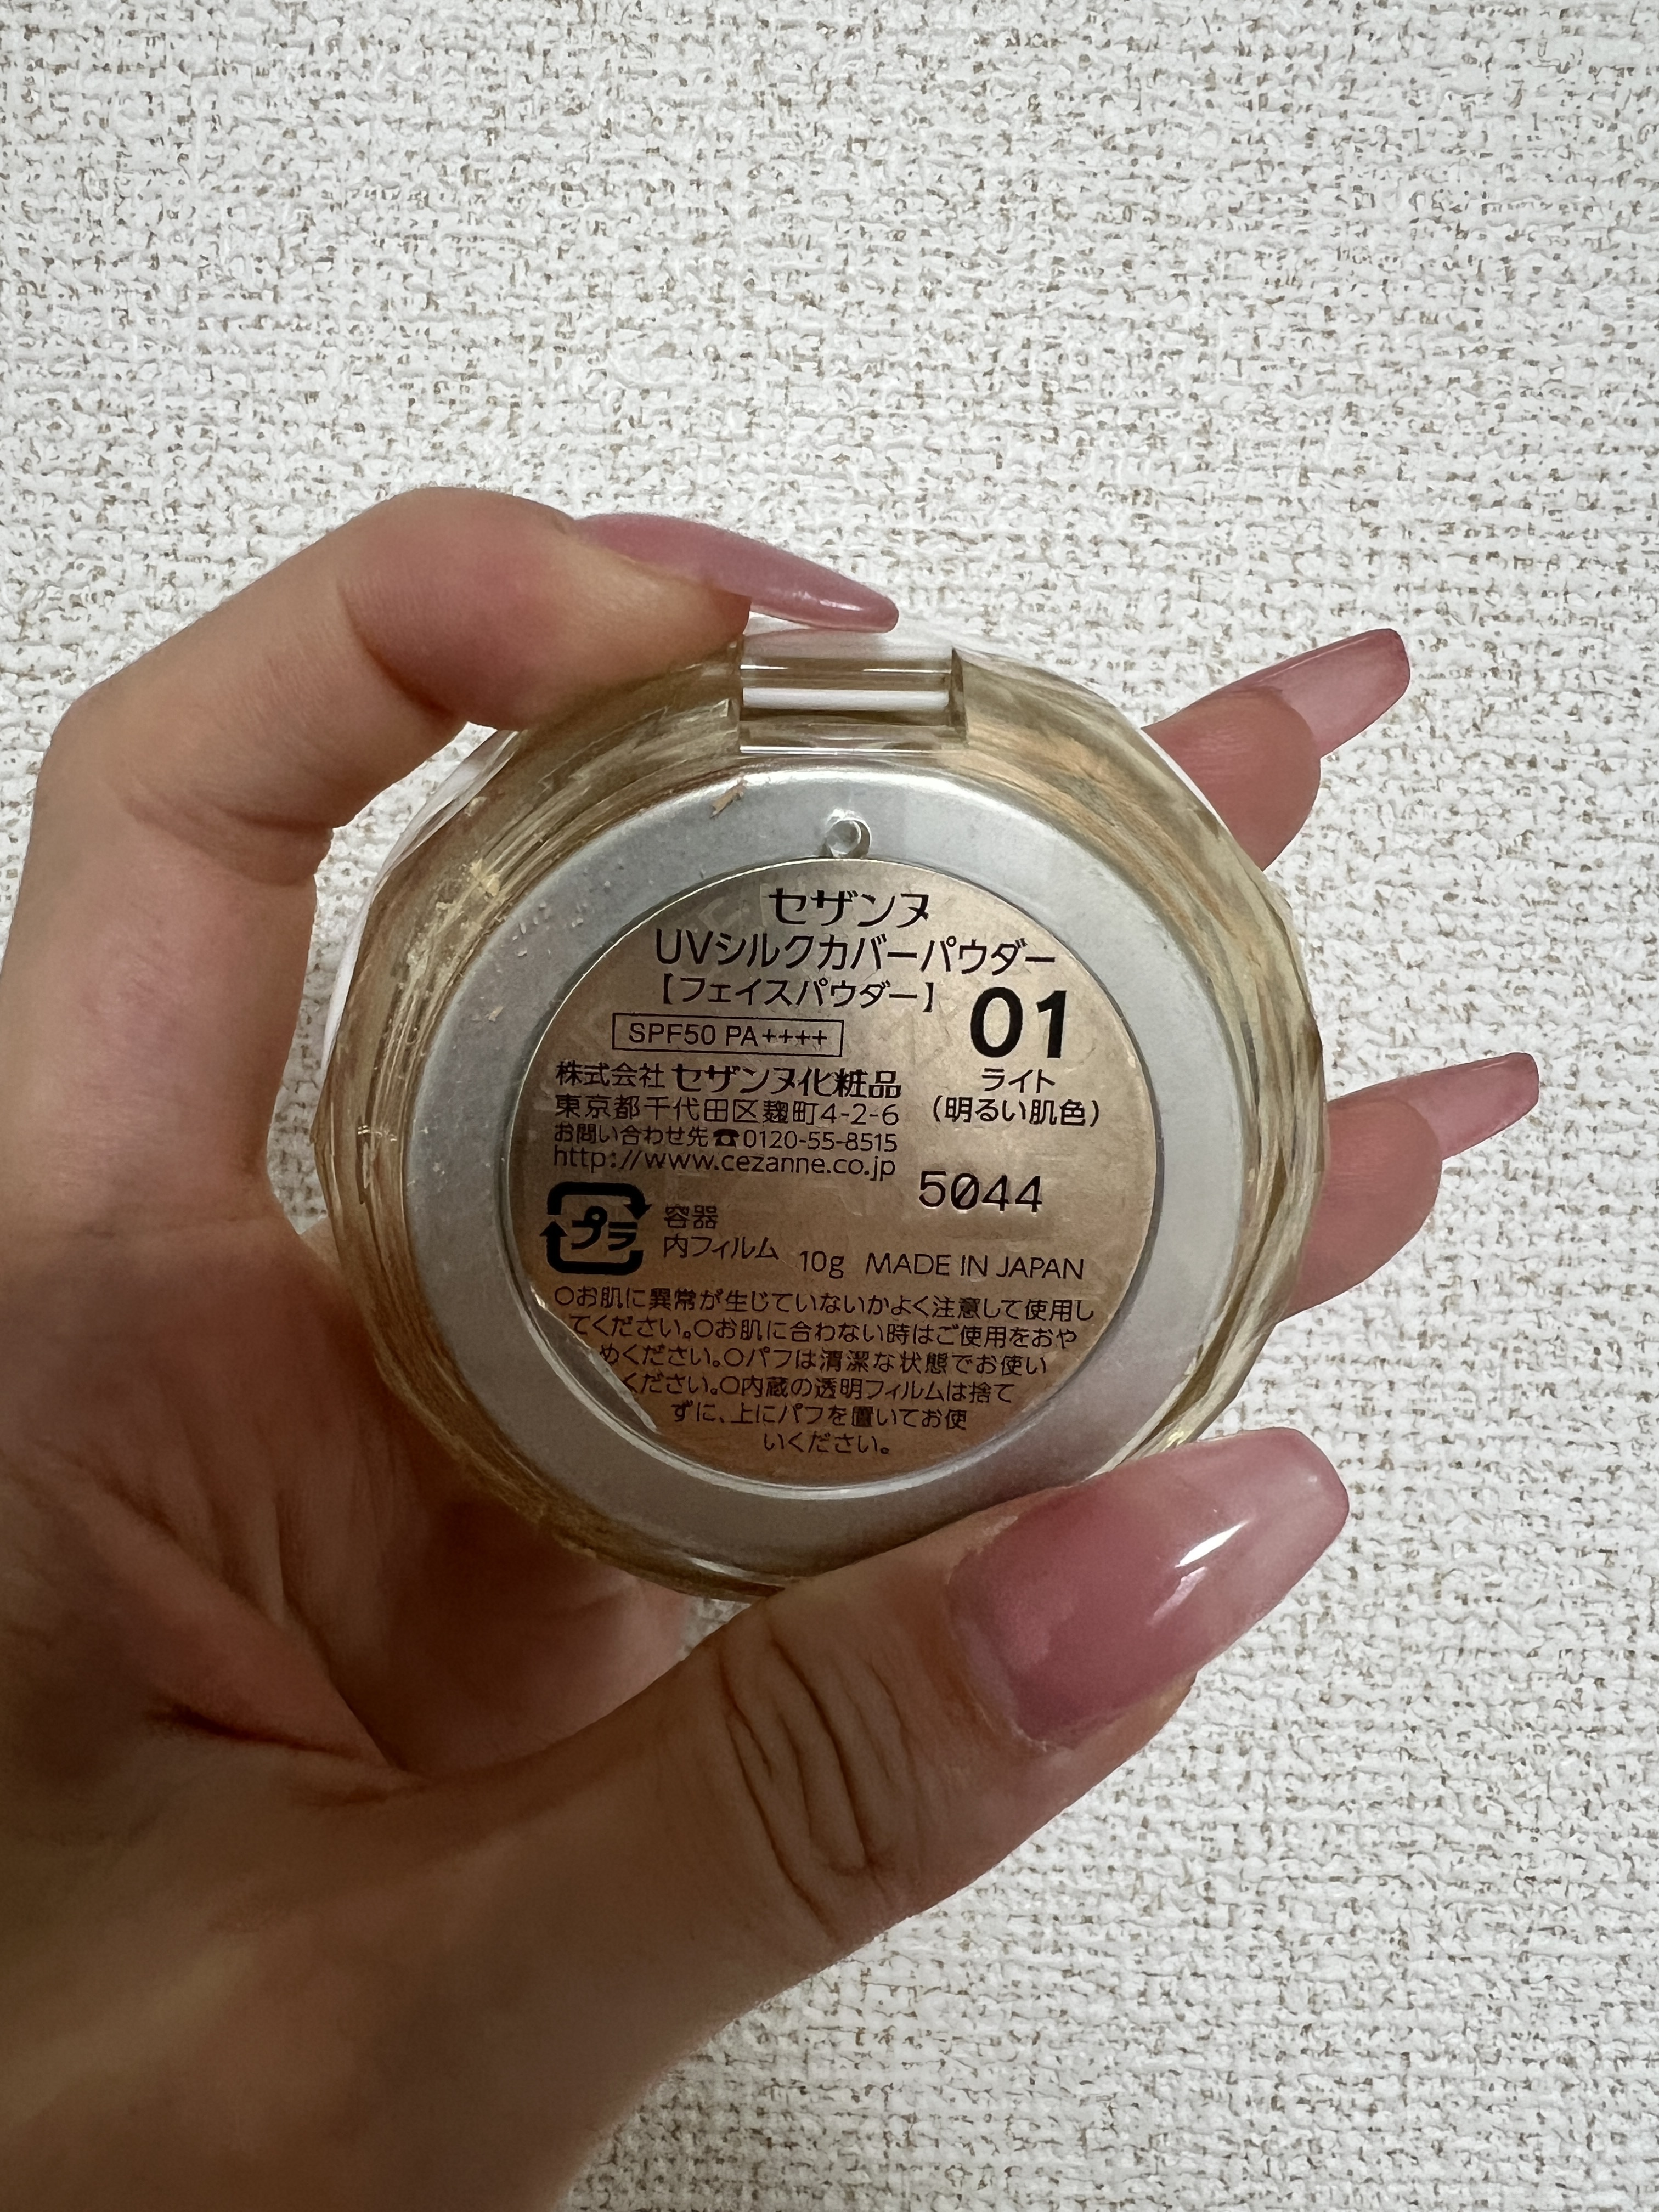 セザンヌ
UVシルクカバーパウダー
【フェイスパウダー】
01
SPF50 PA++++
ライト
(明るい肌色)
株式会社 セザンヌ化粧品
東京都千代田区麹町4-2-6
お問い合わせ先☎0120-55-8515
http://www.cezanne.co.jp
5044
プラ
容器
内フィルム
10g MADE IN JAPAN
○お肌に異常が生じていないかよく注意して使用し
てください。○お肌に合わない時はご使用をおや
めください。○パフは清潔な状態でお使い
ください。○内蔵の透明フィルムは捨て
ずに、上にパフを置いてお使
いください。